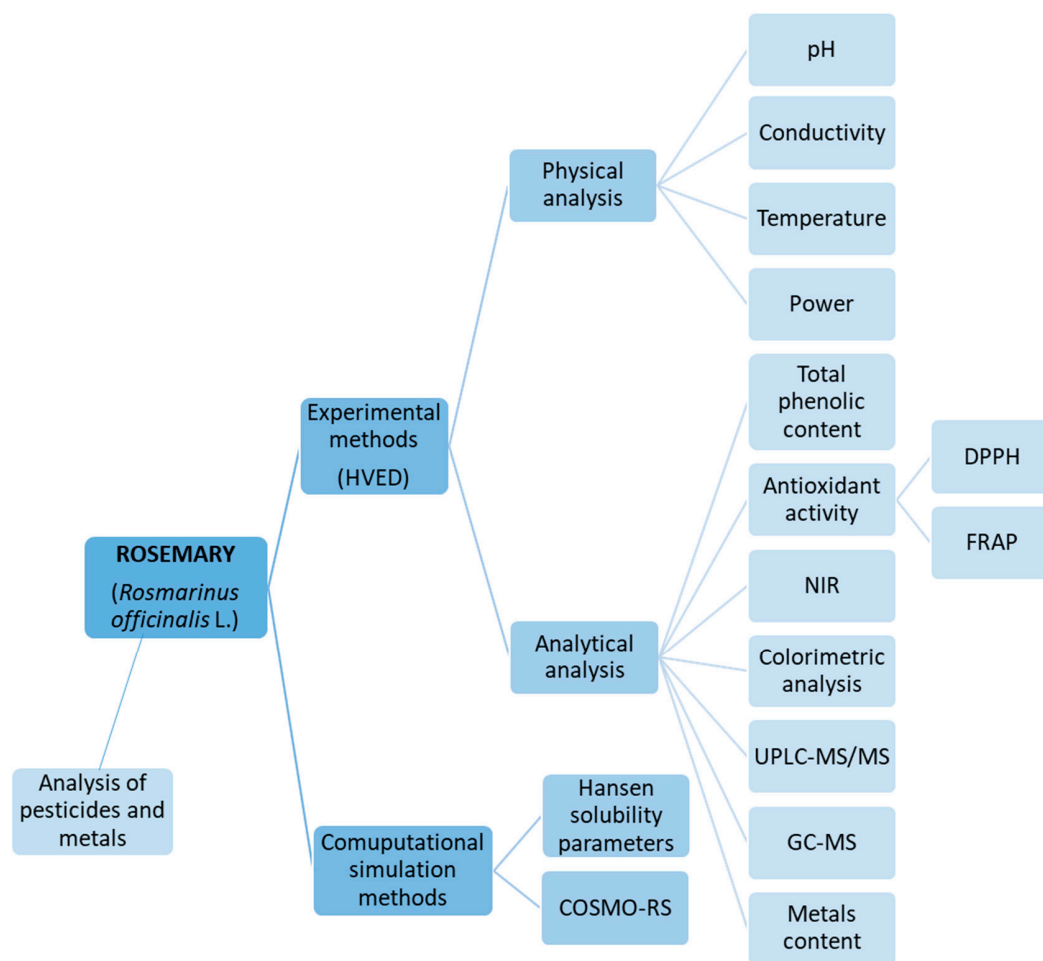 ROSEMARY
(Rosmarinus
officinalis L.)
Analysis of
pesticides and
metals
Experimental
methods
(HVED)
Physical
analysis
pH
Conductivity
Temperature
Power
Analytical
analysis
Total
phenolic
content
Antioxidant
activity
DPPH
FRAP
NIR
Colorimetric
analysis
UPLC-MS/MS
GC-MS
Metals
content
Comuputational
simulation
methods
Hansen
solubility
parameters
COSMO-RS